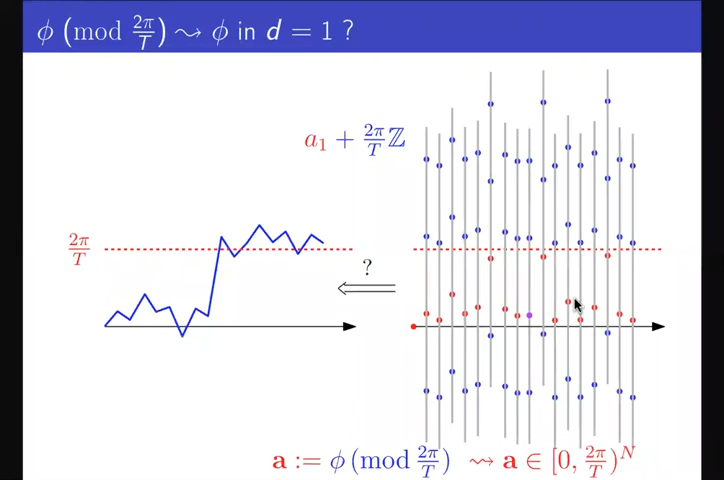 ϕ (mod 2π/T) ⤳ ϕ in d = 1 ?
a₁ + 2π/T ℤ
2π/T
?
a := ϕ (mod 2π/T) ⤳ a ∈ [0, 2π/T)ᴺ